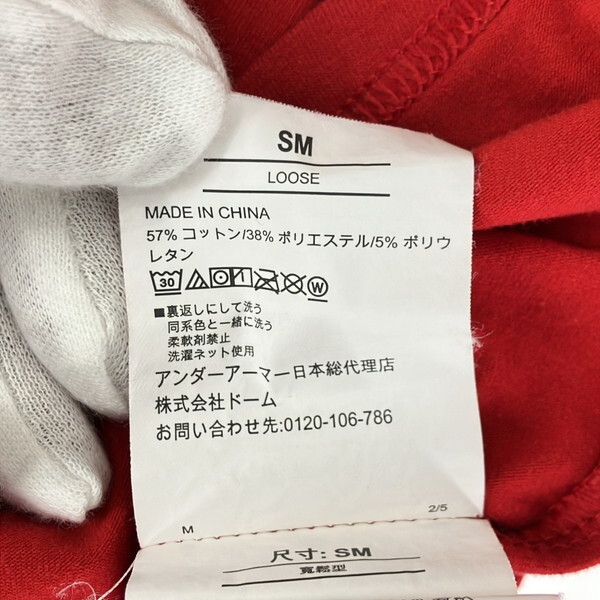 SM
LOOSE
MADE IN CHINA
57% コットン/38% ポリエステル/5% ポリウ
レタン
30
W
■裏返しにして洗う
同系色と一緒に洗う
柔軟剤禁止
洗濯ネット使用
アンダーアーマー日本総代理店
株式会社ドーム
お問い合わせ先:0120-106-786
M 2/5
尺寸: SM
寬鬆型